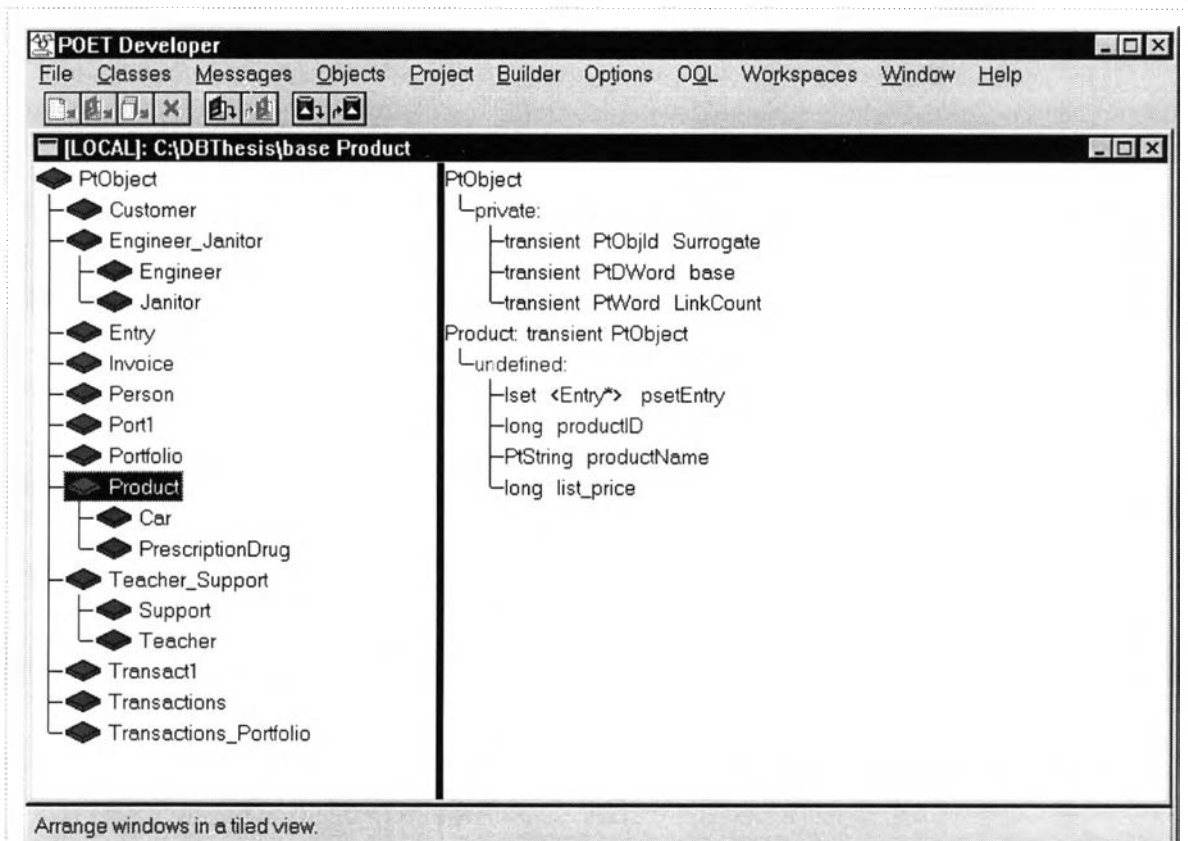 POET Developer
File Classes Messages Objects Project Builder Options OQL Workspaces Window Help
[LOCAL]: C:\DBThesis\base Product
PtObject
Customer
Engineer_Janitor
Engineer
Janitor
Entry
Invoice
Person
Port1
Portfolio
Product
Car
PrescriptionDrug
Teacher_Support
Support
Teacher
Transact1
Transactions
Transactions_Portfolio
PtObject
private:
transient PtObjId Surrogate
transient PtDWord base
transient PtWord LinkCount
Product: transient PtObject
undefined:
lset <Entry*> psetEntry
long productID
PtString productName
long list_price
Arrange windows in a tiled view.